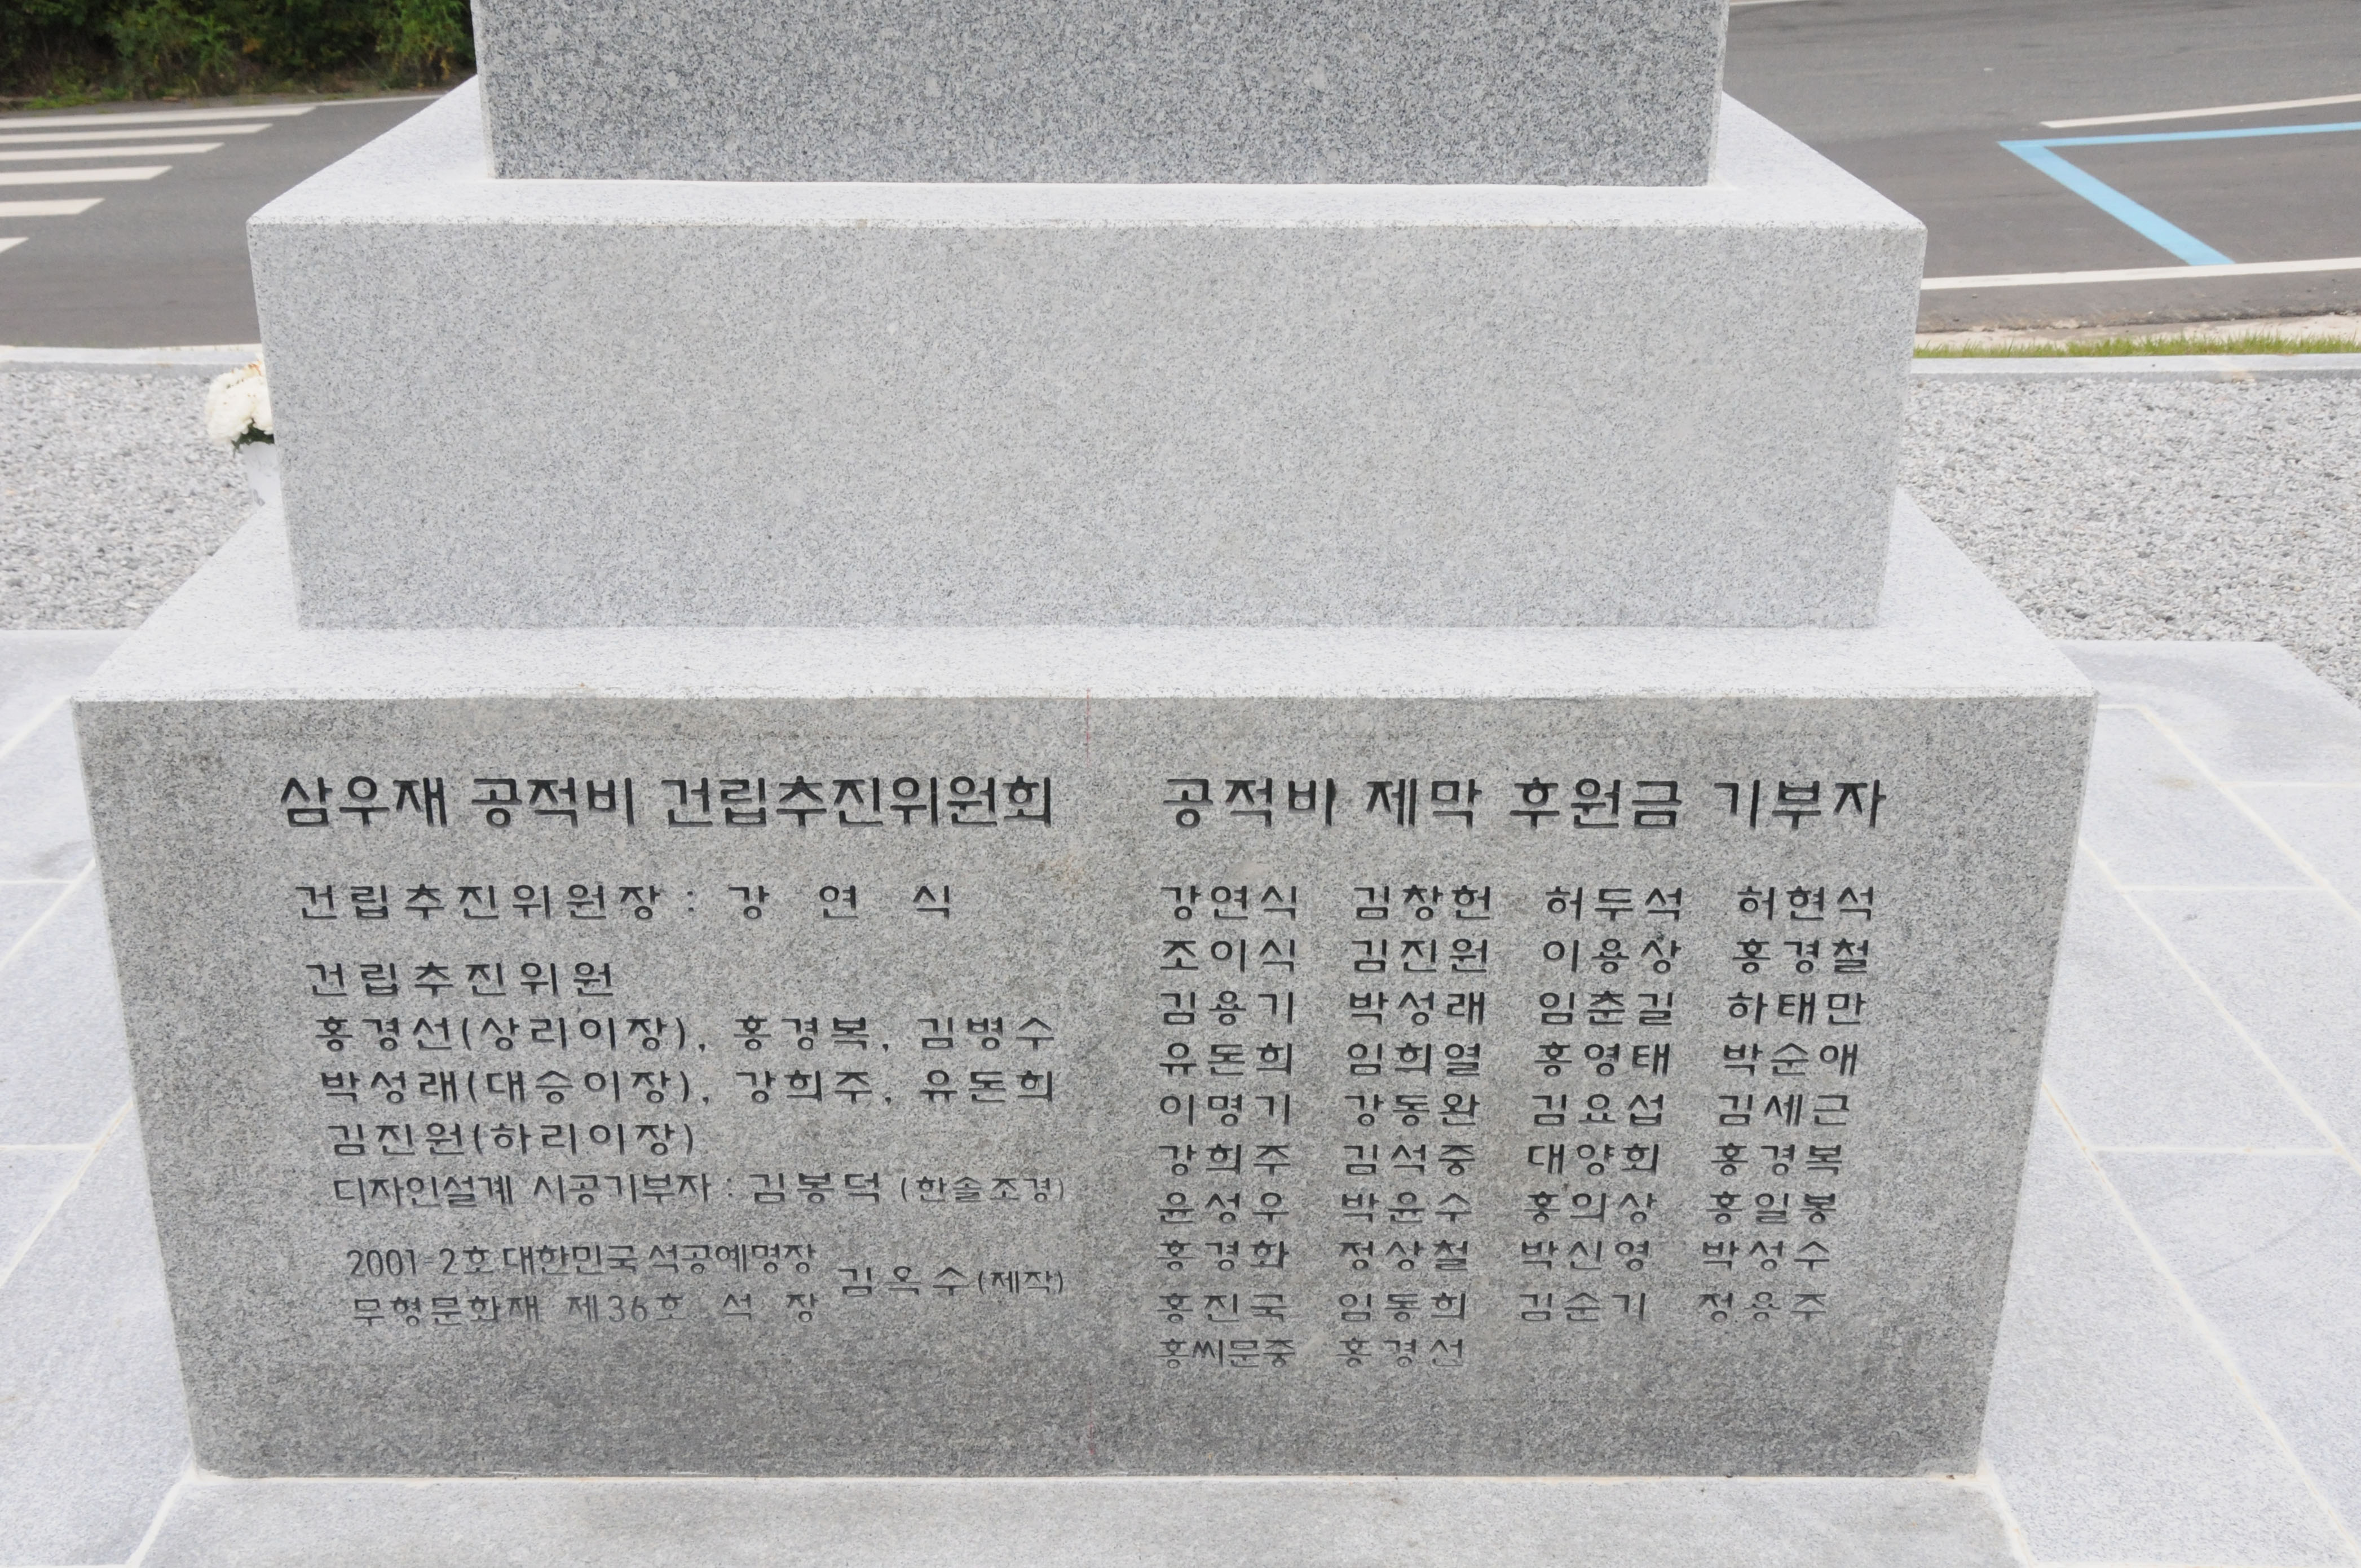 삼우재 공적비 건립추진위원회
건립추진위원장 : 강 연 식
건립추진위원
홍경선(상리이장), 홍경복, 김병수
박성래(대승이장), 강희주, 유돈희
김진원(하리이장)
디자인설계 시공기부자 : 김봉덕 (한솔조경)
2001-2호 대한민국 석공예명장
무형문화재 제36호 석 장
김옥수(제작)
공적비 제막 후원금 기부자
강연식 김창헌 허두석 허현석
조이식 김진원 이용상 홍경철
김용기 박성래 임춘길 하태만
유돈희 임희열 홍영태 박순애
이명기 강동완 김요섭 김세근
강희주 김석중 대양회 홍경복
윤성우 박윤수 홍의상 홍일봉
홍경화 정상철 박신영 박성수
홍진국 임동희 김순기 정용주
홍씨문중 홍경선